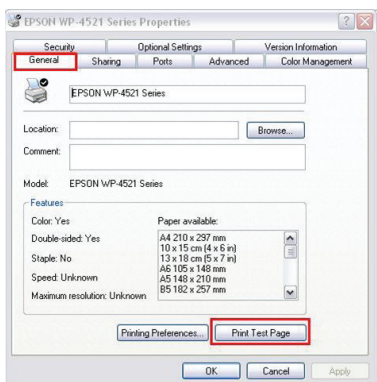 EPSON WP-4521 Series Properties
Security Optional Settings Version Information
General Sharing Ports Advanced Color Management
EPSON WP-4521 Series
Location:
Browse...
Comment:
Model: EPSON WP-4521 Series
Features
Color: Yes
Double-sided: Yes
Staple: No
Speed: Unknown
Maximum resolution: Unknown
Paper available:
A4 210 x 297 mm
10 x 15 cm (4 x 6 in)
13 x 18 cm (5 x 7 in)
A6 105 x 148 mm
A5 148 x 210 mm
B5 182 x 257 mm
Printing Preferences... Print Test Page
OK Cancel Apply